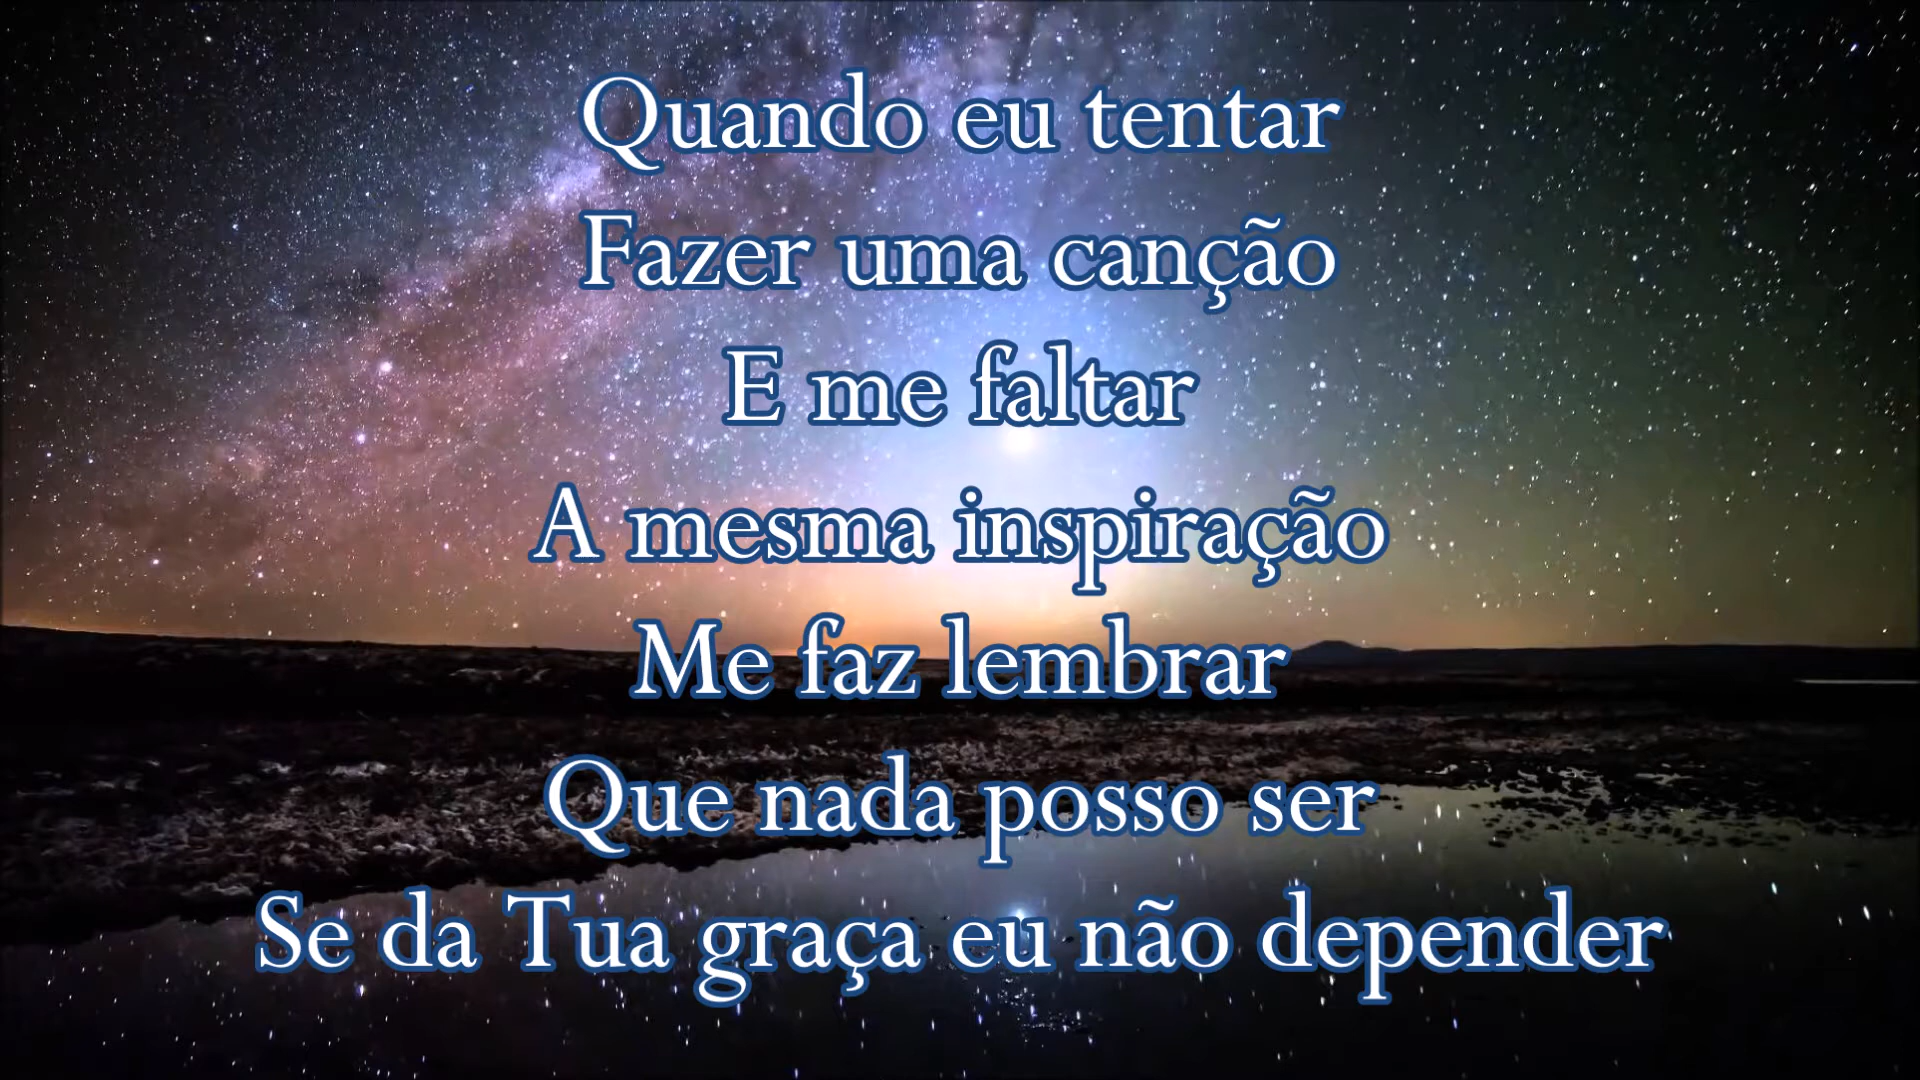 Quando eu tentar
Fazer uma canção
E me faltar
A mesma inspiração
Me faz lembrar
Que nada posso ser
Se da Tua graça eu não depender